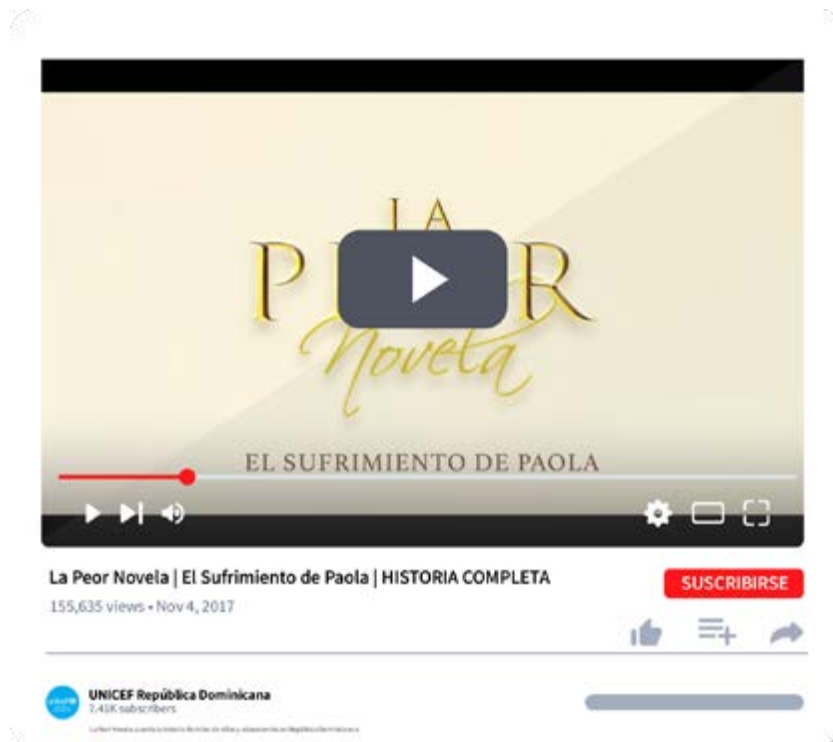 LA
PEOR
Novela
EL SUFRIMIENTO DE PAOLA
La Peor Novela | El Sufrimiento de Paola | HISTORIA COMPLETA
SUSCRIBIRSE
155,635 views • Nov 4, 2017
UNICEF República Dominicana
7.41K subscribers